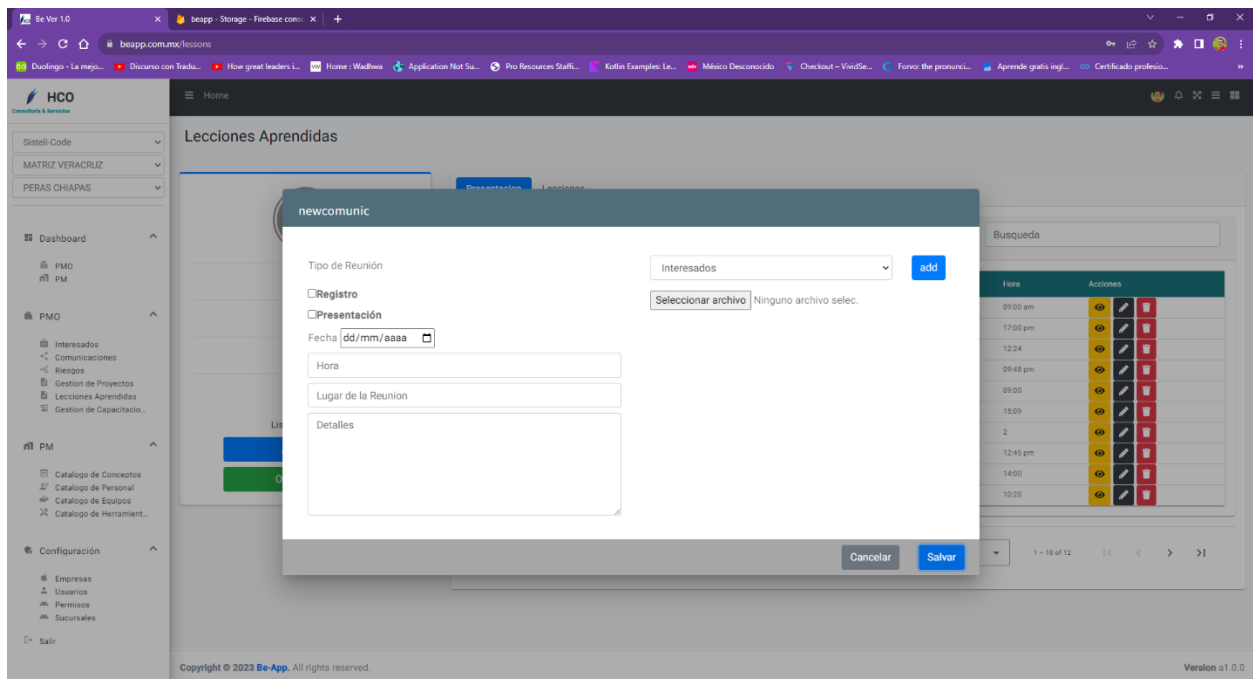 Be Ver 1.0
beapp - Storage - Firebase cons
beapp.com.mx/lessons
Duolingo - La mejo...
Discurso con Tradu...
How great leaders i...
Home : Wadhwa
Application Not Su...
Pro Resources Staffi...
Kotlin Examples: Le...
México Desconocido
Checkout – VividSe...
Forvo: the pronunci...
Aprende gratis ingl...
Certificado profesio...
HCO
Consultoría & Servicios
Home
Sisteli-Code
MATRIZ VERACRUZ
PERAS CHIAPAS
Dashboard
PMO
PM
PMO
Interesados
Comunicaciones
Riesgos
Gestion de Proyectos
Lecciones Aprendidas
Gestion de Capacitacio...
PM
Catalogo de Conceptos
Catalogo de Personal
Catalogo de Equipos
Catalogo de Herramient...
Configuración
Empresas
Usuarios
Permisos
Sucursales
Salir
Lecciones Aprendidas
Presentacion
Lecciones
Lis
newcomunic
Tipo de Reunión
Registro
Presentación
Fecha dd/mm/aaaa
Hora
Lugar de la Reunion
Detalles
Interesados
add
Seleccionar archivo Ninguno archivo selec.
Cancelar
Salvar
Busqueda
Hora Acciones
09:00 am
17:00 pm
12:24
09:48 pm
09:00
15:09
2
12:45 pm
14:00
10:20
1 – 10 of 12
Copyright © 2023 Be-App. All rights reserved.
Version a1.0.0